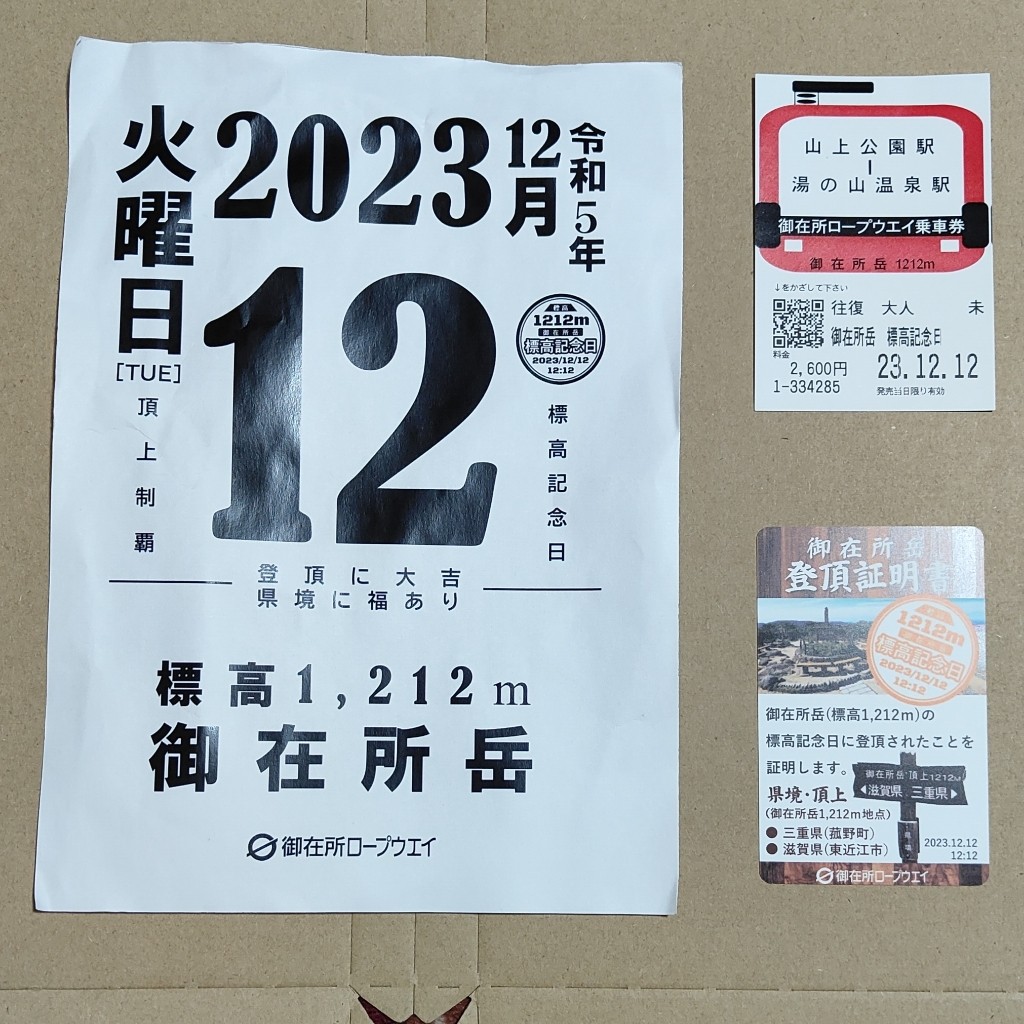 火曜日
[TUE]
頂上制覇
2023
12月
令和5年
12
標高
1212m
御在所岳
標高記念日
2023/12/12
12:12
標高記念日
登頂に大吉
県境に福あり
標高1,212m
御在所岳
御在所ロープウエイ
山上公園駅
ー
湯の山温泉駅
御在所ロープウエイ乗車券
御在所岳 1212m
↓をかざして下さい
往復 大人 未
御在所岳 標高記念日
料金
2,600円
23.12.12
1-334285
発売当日限り有効
御在所岳
登頂証明書
1212m
標高記念日
2023/12/12
12:12
御在所岳(標高1,212m)の
標高記念日に登頂されたことを
証明します。
御在所岳 頂上1212M
◀滋賀県 三重県▶
県境・頂上
(御在所岳1,212m地点)
● 三重県(菰野町)
● 滋賀県(東近江市)
2023.12.12
12:12
御在所ロープウエイ